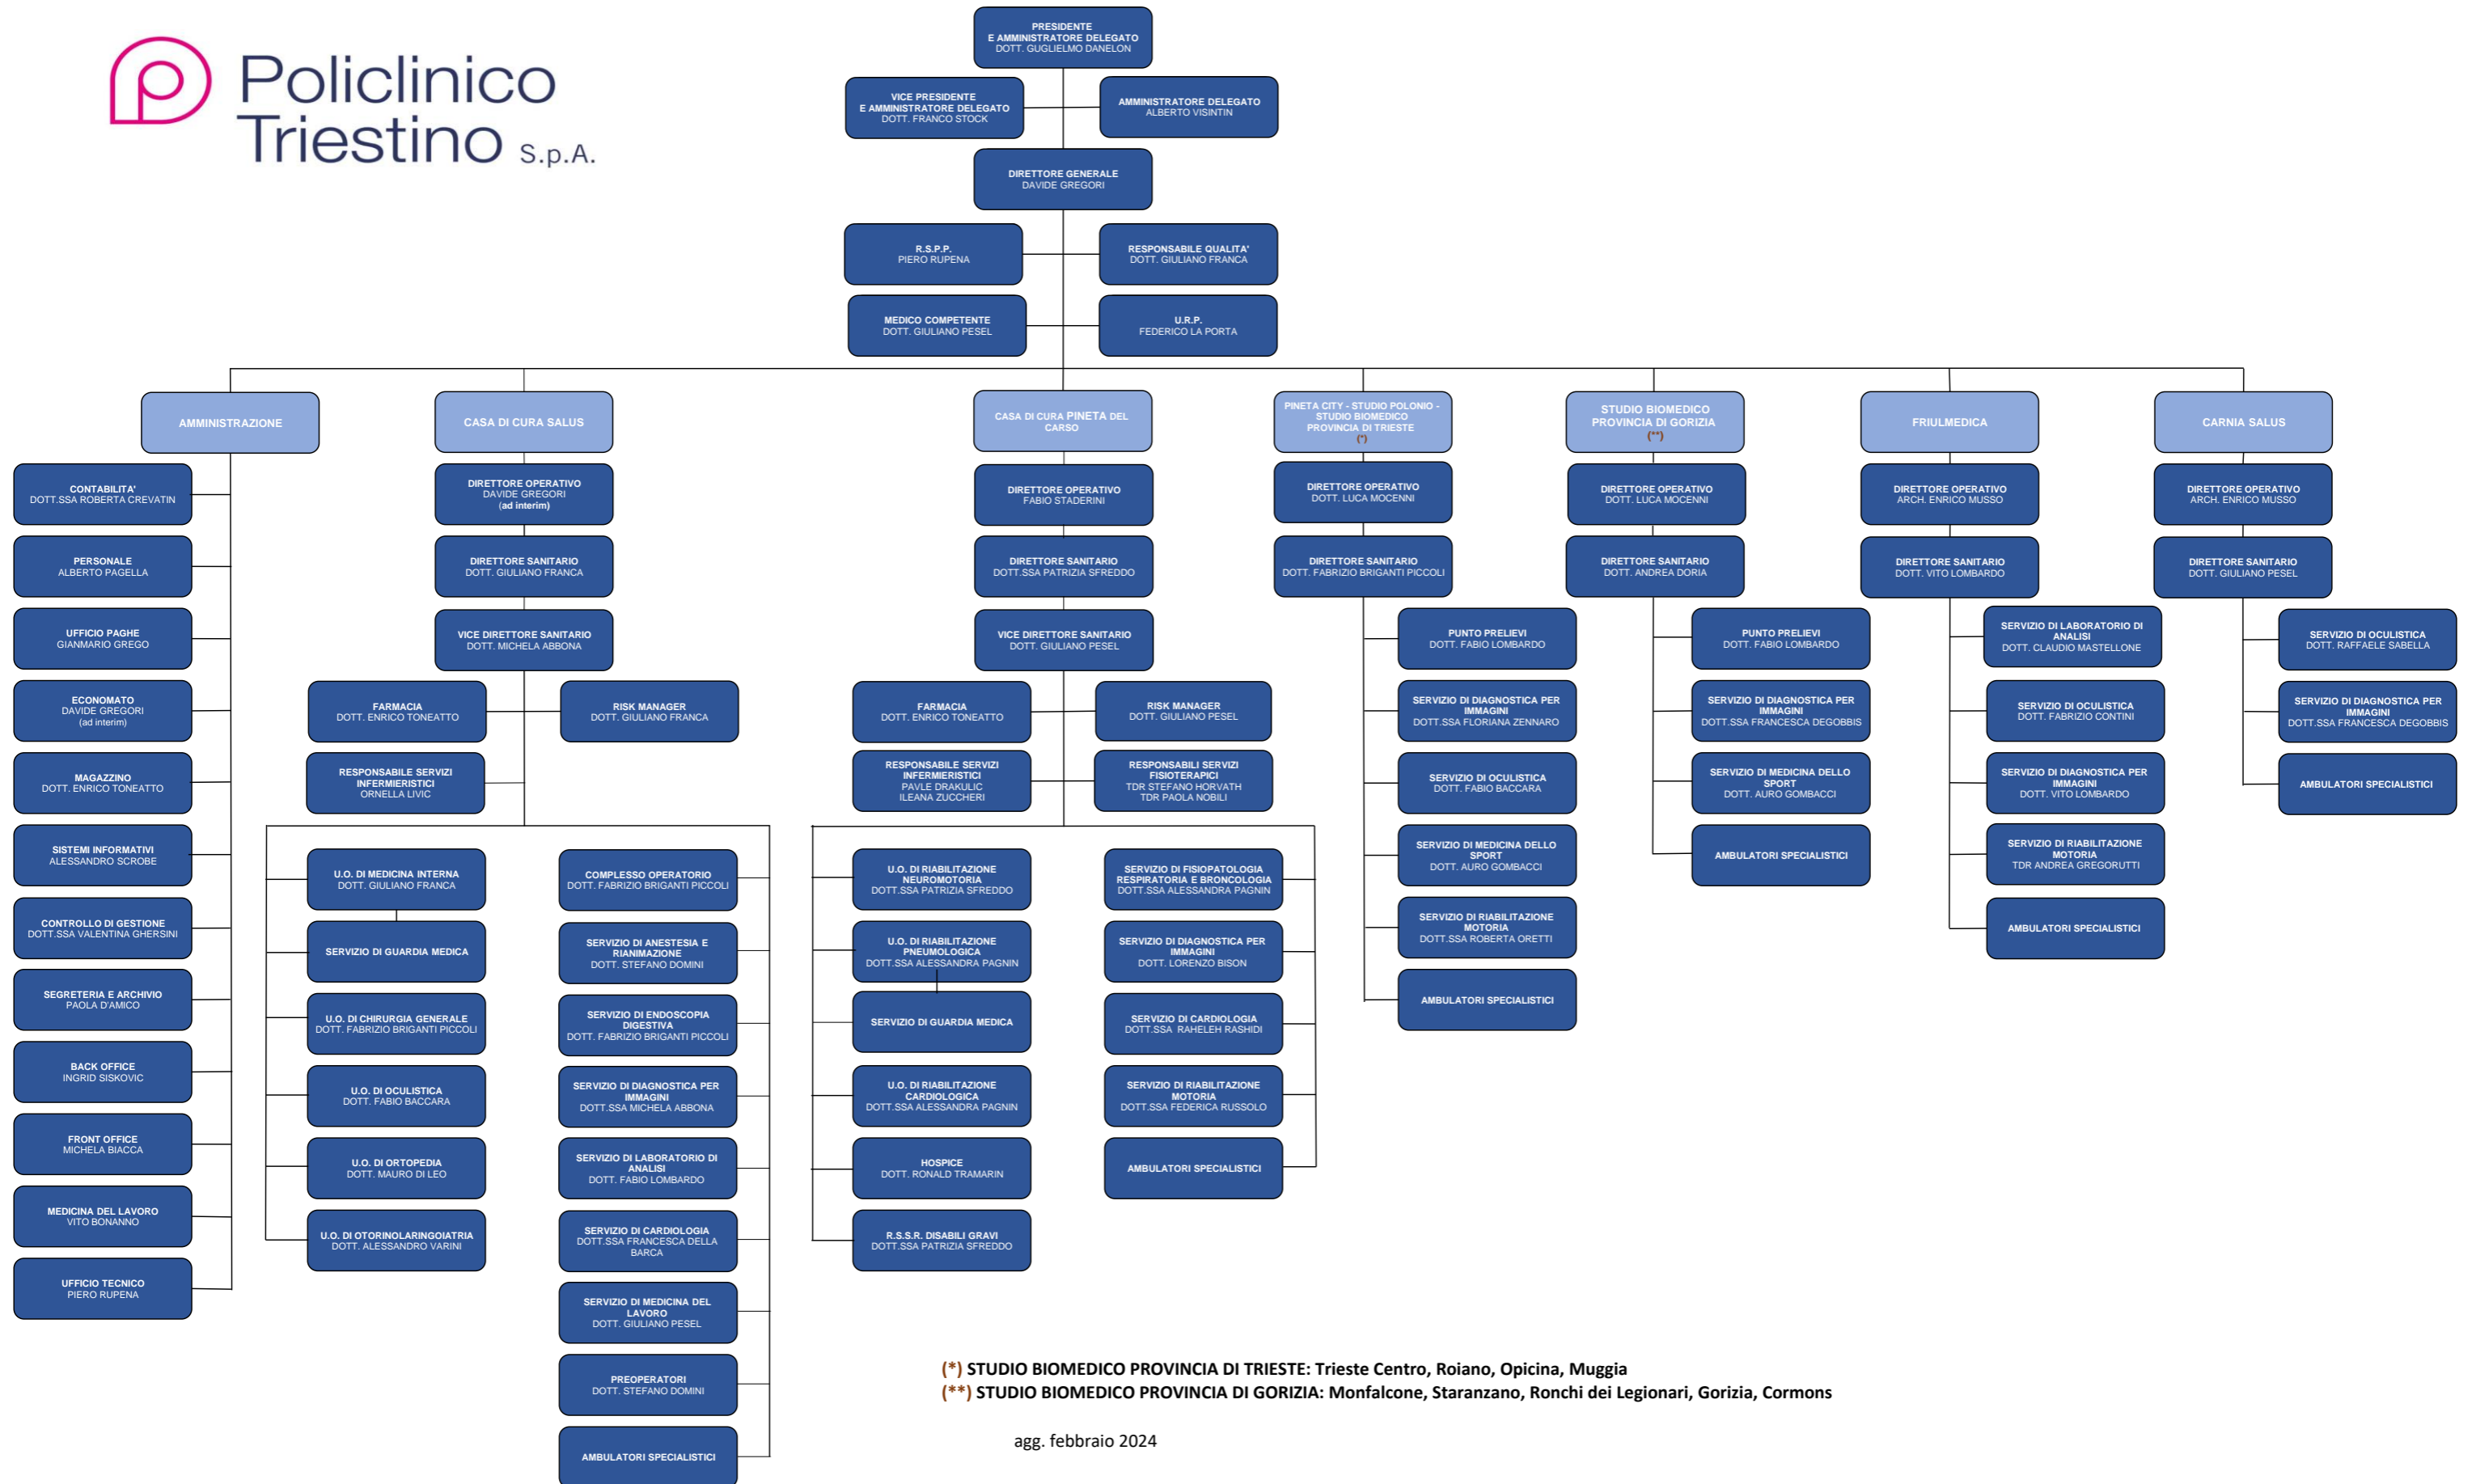 Policlinico
Triestino S.p.A.
PRESIDENTE
E AMMINISTRATORE DELEGATO
DOTT. GUGLIELMO DANELON
VICE PRESIDENTE
E AMMINISTRATORE DELEGATO
DOTT. FRANCO STOCK
AMMINISTRATORE DELEGATO
ALBERTO VISINTIN
DIRETTORE GENERALE
DAVIDE GREGORI
R.S.P.P.
PIERO RUPENA
RESPONSABILE QUALITA'
DOTT. GIULIANO FRANCA
MEDICO COMPETENTE
DOTT. GIULIANO PESEL
U.R.P.
FEDERICO LA PORTA
AMMINISTRAZIONE
CONTABILITA'
DOTT.SSA ROBERTA CREVATIN
PERSONALE
ALBERTO PAGELLA
UFFICIO PAGHE
GIANMARIO GREGO
ECONOMATO
DAVIDE GREGORI
(ad interim)
MAGAZZINO
DOTT. ENRICO TONEATTO
SISTEMI INFORMATIVI
ALESSANDRO SCROBE
CONTROLLO DI GESTIONE
DOTT.SSA VALENTINA GHERSINI
SEGRETERIA E ARCHIVIO
PAOLA D'AMICO
BACK OFFICE
INGRID SISKOVIC
FRONT OFFICE
MICHELA BIACCA
MEDICINA DEL LAVORO
VITO BONANNO
UFFICIO TECNICO
PIERO RUPENA
CASA DI CURA SALUS
DIRETTORE OPERATIVO
DAVIDE GREGORI
(ad interim)
DIRETTORE SANITARIO
DOTT. GIULIANO FRANCA
VICE DIRETTORE SANITARIO
DOTT. MICHELA ABBONA
FARMACIA
DOTT. ENRICO TONEATTO
RISK MANAGER
DOTT. GIULIANO FRANCA
RESPONSABILE SERVIZI
INFERMIERISTICI
ORNELLA LIVIC
U.O. DI MEDICINA INTERNA
DOTT. GIULIANO FRANCA
SERVIZIO DI GUARDIA MEDICA
U.O. DI CHIRURGIA GENERALE
DOTT. FABRIZIO BRIGANTI PICCOLI
U.O. DI OCULISTICA
DOTT. FABIO BACCARA
U.O. DI ORTOPEDIA
DOTT. MAURO DI LEO
U.O. DI OTORINOLARINGOIATRIA
DOTT. ALESSANDRO VARINI
COMPLESSO OPERATORIO
DOTT. FABRIZIO BRIGANTI PICCOLI
SERVIZIO DI ANESTESIA E
RIANIMAZIONE
DOTT. STEFANO DOMINI
SERVIZIO DI ENDOSCOPIA
DIGESTIVA
DOTT. FABRIZIO BRIGANTI PICCOLI
SERVIZIO DI DIAGNOSTICA PER
IMMAGINI
DOTT.SSA MICHELA ABBONA
SERVIZIO DI LABORATORIO DI
ANALISI
DOTT. FABIO LOMBARDO
SERVIZIO DI CARDIOLOGIA
DOTT.SSA FRANCESCA DELLA
BARCA
SERVIZIO DI MEDICINA DEL
LAVORO
DOTT. GIULIANO PESEL
PREOPERATORI
DOTT. STEFANO DOMINI
AMBULATORI SPECIALISTICI
CASA DI CURA PINETA DEL
CARSO
DIRETTORE OPERATIVO
FABIO STADERINI
DIRETTORE SANITARIO
DOTT.SSA PATRIZIA SFREDDO
VICE DIRETTORE SANITARIO
DOTT. GIULIANO PESEL
FARMACIA
DOTT. ENRICO TONEATTO
RISK MANAGER
DOTT. GIULIANO PESEL
RESPONSABILE SERVIZI
INFERMIERISTICI
PAVLE DRAKULIC
ILEANA ZUCCHERI
RESPONSABILI SERVIZI
FISIOTERAPICI
TDR STEFANO HORVATH
TDR PAOLA NOBILI
U.O. DI RIABILITAZIONE
NEUROMOTORIA
DOTT.SSA PATRIZIA SFREDDO
U.O. DI RIABILITAZIONE
PNEUMOLOGICA
DOTT.SSA ALESSANDRA PAGNIN
SERVIZIO DI GUARDIA MEDICA
U.O. DI RIABILITAZIONE
CARDIOLOGICA
DOTT.SSA ALESSANDRA PAGNIN
HOSPICE
DOTT. RONALD TRAMARIN
R.S.S.R. DISABILI GRAVI
DOTT.SSA PATRIZIA SFREDDO
SERVIZIO DI FISIOPATOLOGIA
RESPIRATORIA E BRONCOLOGIA
DOTT.SSA ALESSANDRA PAGNIN
SERVIZIO DI DIAGNOSTICA PER
IMMAGINI
DOTT. LORENZO BISON
SERVIZIO DI CARDIOLOGIA
DOTT.SSA RAHELEH RASHIDI
SERVIZIO DI RIABILITAZIONE
MOTORIA
DOTT.SSA FEDERICA RUSSOLO
AMBULATORI SPECIALISTICI
PINETA CITY - STUDIO POLONIO -
STUDIO BIOMEDICO
PROVINCIA DI TRIESTE
(*)
DIRETTORE OPERATIVO
DOTT. LUCA MOCENNI
DIRETTORE SANITARIO
DOTT. FABRIZIO BRIGANTI PICCOLI
PUNTO PRELIEVI
DOTT. FABIO LOMBARDO
SERVIZIO DI DIAGNOSTICA PER
IMMAGINI
DOTT.SSA FLORIANA ZENNARO
SERVIZIO DI OCULISTICA
DOTT. FABIO BACCARA
SERVIZIO DI MEDICINA DELLO
SPORT
DOTT. AURO GOMBACCI
SERVIZIO DI RIABILITAZIONE
MOTORIA
DOTT.SSA ROBERTA ORETTI
AMBULATORI SPECIALISTICI
STUDIO BIOMEDICO
PROVINCIA DI GORIZIA
(**)
DIRETTORE OPERATIVO
DOTT. LUCA MOCENNI
DIRETTORE SANITARIO
DOTT. ANDREA DORIA
PUNTO PRELIEVI
DOTT. FABIO LOMBARDO
SERVIZIO DI DIAGNOSTICA PER
IMMAGINI
DOTT.SSA FRANCESCA DEGOBBIS
SERVIZIO DI MEDICINA DELLO
SPORT
DOTT. AURO GOMBACCI
AMBULATORI SPECIALISTICI
FRIULMEDICA
DIRETTORE OPERATIVO
ARCH. ENRICO MUSSO
DIRETTORE SANITARIO
DOTT. VITO LOMBARDO
SERVIZIO DI LABORATORIO DI
ANALISI
DOTT. CLAUDIO MASTELLONE
SERVIZIO DI OCULISTICA
DOTT. FABRIZIO CONTINI
SERVIZIO DI DIAGNOSTICA PER
IMMAGINI
DOTT. VITO LOMBARDO
SERVIZIO DI RIABILITAZIONE
MOTORIA
TDR ANDREA GREGORUTTI
AMBULATORI SPECIALISTICI
CARNIA SALUS
DIRETTORE OPERATIVO
ARCH. ENRICO MUSSO
DIRETTORE SANITARIO
DOTT. GIULIANO PESEL
SERVIZIO DI OCULISTICA
DOTT. RAFFAELE SABELLA
SERVIZIO DI DIAGNOSTICA PER
IMMAGINI
DOTT.SSA FRANCESCA DEGOBBIS
AMBULATORI SPECIALISTICI
(*) STUDIO BIOMEDICO PROVINCIA DI TRIESTE: Trieste Centro, Roiano, Opicina, Muggia
(**) STUDIO BIOMEDICO PROVINCIA DI GORIZIA: Monfalcone, Staranzano, Ronchi dei Legionari, Gorizia, Cormons
agg. febbraio 2024